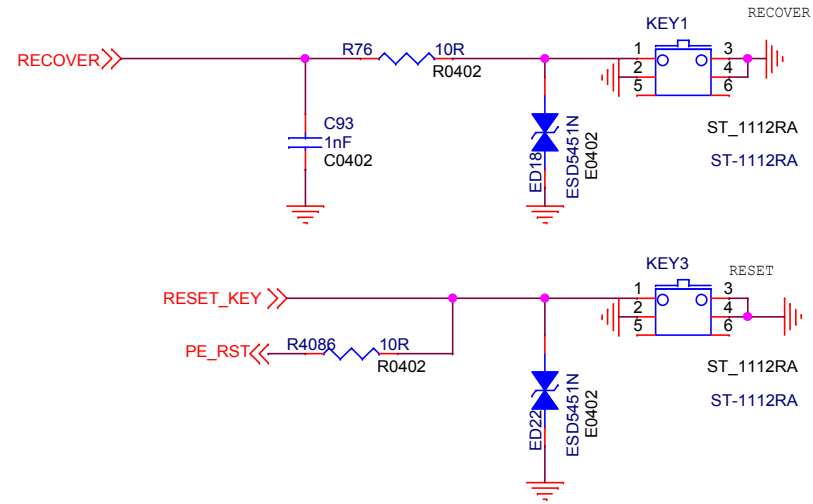 RECOVER
KEY1
RECOVER
R76
10R
R0402
1
2
5
3
4
6
C93
1nF
C0402
ED18
ESD5451N
E0402
ST_1112RA
ST-1112RA
KEY3
RESET
RESET_KEY
1
2
5
3
4
6
PE_RST
R4086
10R
R0402
ED22
ESD5451N
E0402
ST_1112RA
ST-1112RA